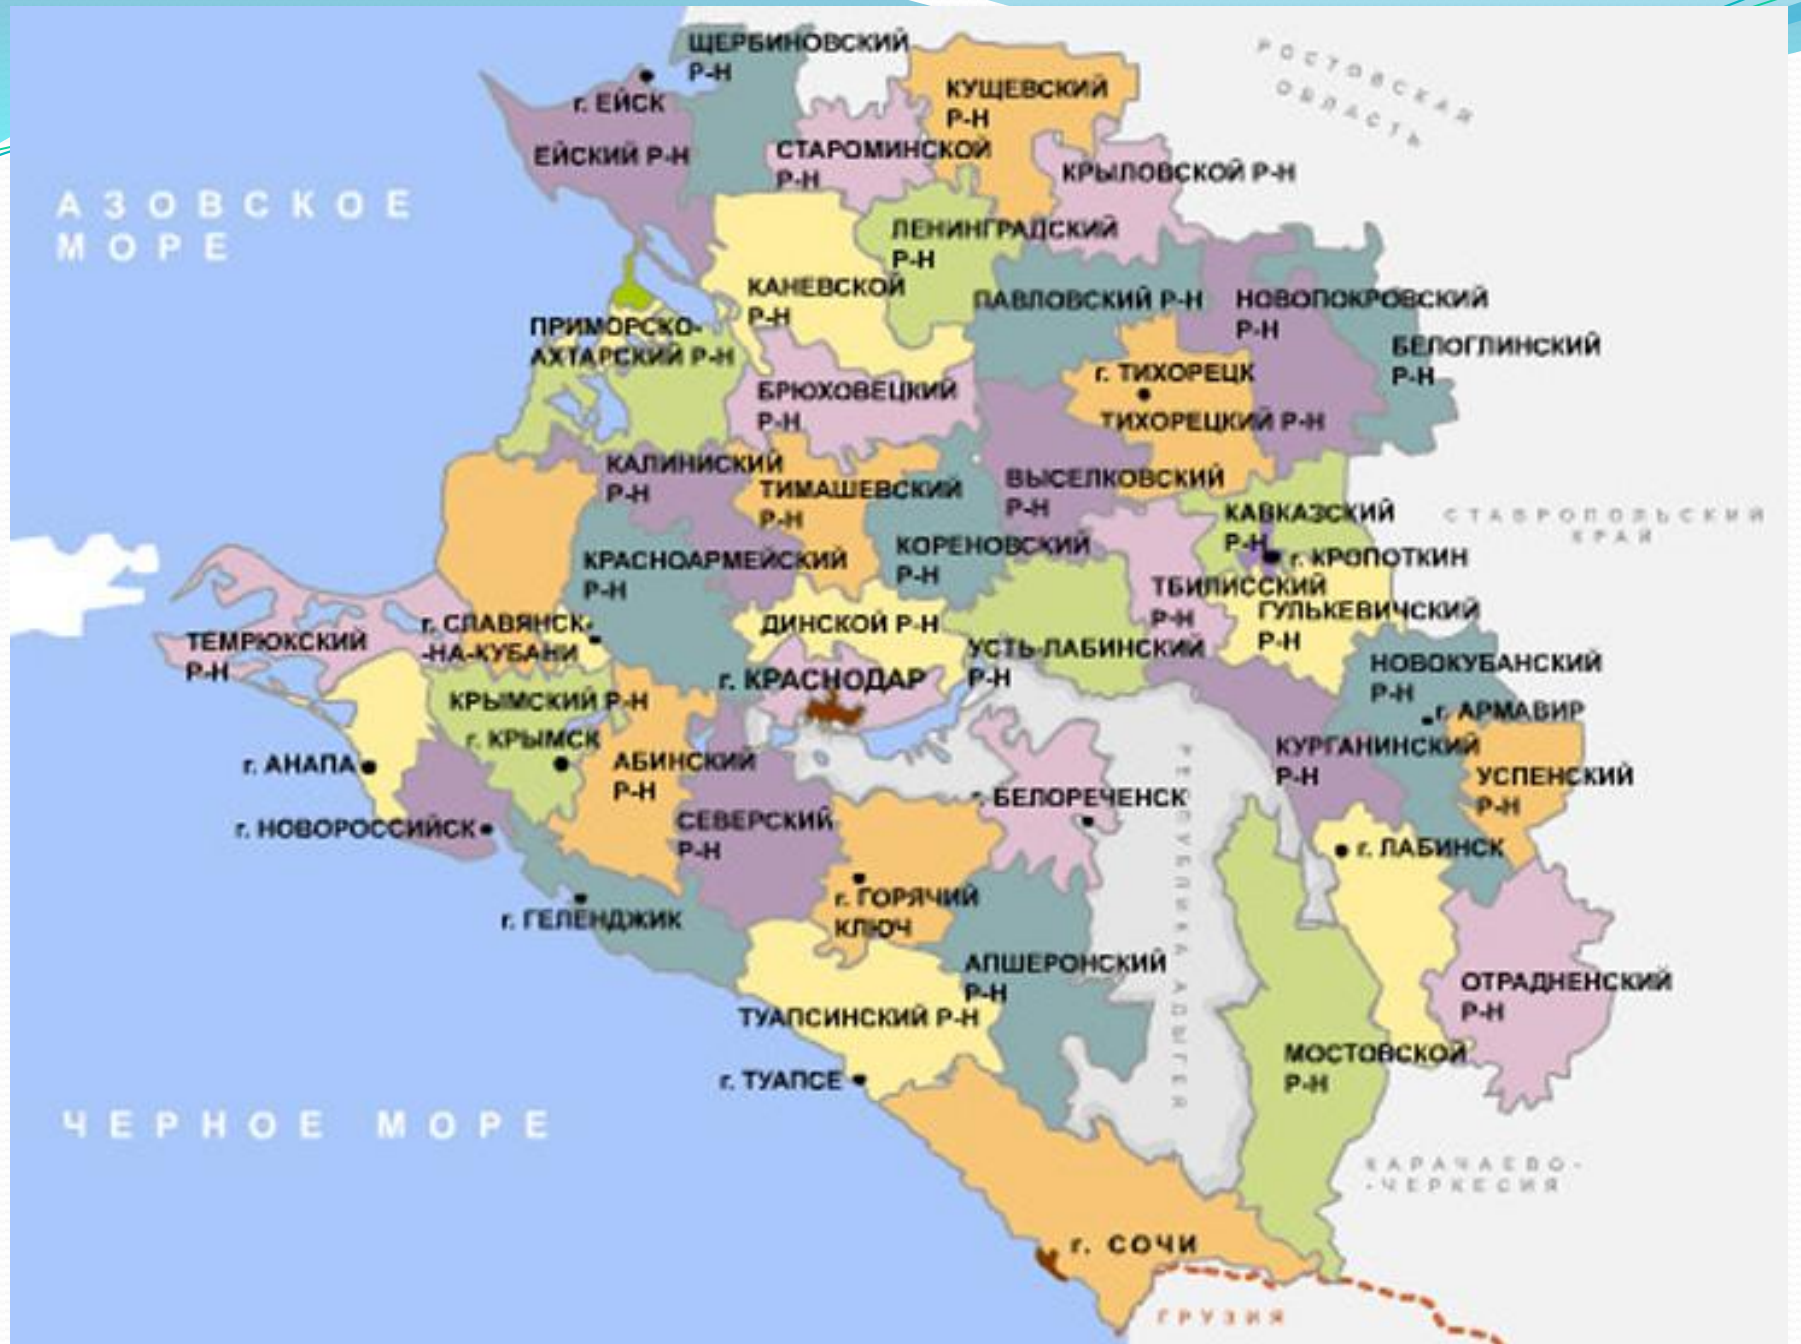 ЩЕРБИНОВСКИЙ
Р-Н
РОСТОВСКАЯ
ОБЛАСТЬ
КУЩЕВСКИЙ
Р-Н
г. ЕЙСК
ЕЙСКИЙ Р-Н
СТАРОМИНСКОЙ
Р-Н
КРЫЛОВСКОЙ Р-Н
АЗОВСКОЕ
МОРЕ
ЛЕНИНГРАДСКИЙ
Р-Н
КАНЕВСКОЙ
Р-Н
ПАВЛОВСКИЙ Р-Н
НОВОПОКРОВСКИЙ
Р-Н
ПРИМОРСКО-
АХТАРСКИЙ Р-Н
БЕЛОГЛИНСКИЙ
Р-Н
г. ТИХОРЕЦК
БРЮХОВЕЦКИЙ
Р-Н
ТИХОРЕЦКИЙ Р-Н
КАЛИНИСКИЙ
Р-Н
ТИМАШЕВСКИЙ
Р-Н
ВЫСЕЛКОВСКИЙ
Р-Н
КАВКАЗСКИЙ
Р-Н
СТАВРОПОЛЬСКИЙ
КРАЙ
КРАСНОАРМЕЙСКИЙ
Р-Н
КОРЕНОВСКИЙ
Р-Н
г. КРОПОТКИН
ТБИЛИССКИЙ
Р-Н
ГУЛЬКЕВИЧСКИЙ
Р-Н
г. СЛАВЯНСК-
-НА-КУБАНИ
ДИНСКОЙ Р-Н
ТЕМРЮКСКИЙ
Р-Н
УСТЬ-ЛАБИНСКИЙ
Р-Н
НОВОКУБАНСКИЙ
Р-Н
г. КРАСНОДАР
КРЫМСКИЙ Р-Н
г. АРМАВИР
г. КРЫМСК
КУРГАНИНСКИЙ
Р-Н
г. АНАПА
АБИНСКИЙ
Р-Н
УСПЕНСКИЙ
Р-Н
г. БЕЛОРЕЧЕНСК
РЕСПУБЛИКА АДЫГЕЯ
г. НОВОРОССИЙСК
СЕВЕРСКИЙ
Р-Н
г. ЛАБИНСК
г. ГОРЯЧИЙ
КЛЮЧ
г. ГЕЛЕНДЖИК
АПШЕРОНСКИЙ
Р-Н
ОТРАДНЕНСКИЙ
Р-Н
ТУАПСИНСКИЙ Р-Н
МОСТОВСКОЙ
Р-Н
г. ТУАПСЕ
ЧЕРНОЕ МОРЕ
КАРАЧАЕВО-
-ЧЕРКЕСИЯ
г. СОЧИ
ГРУЗИЯ